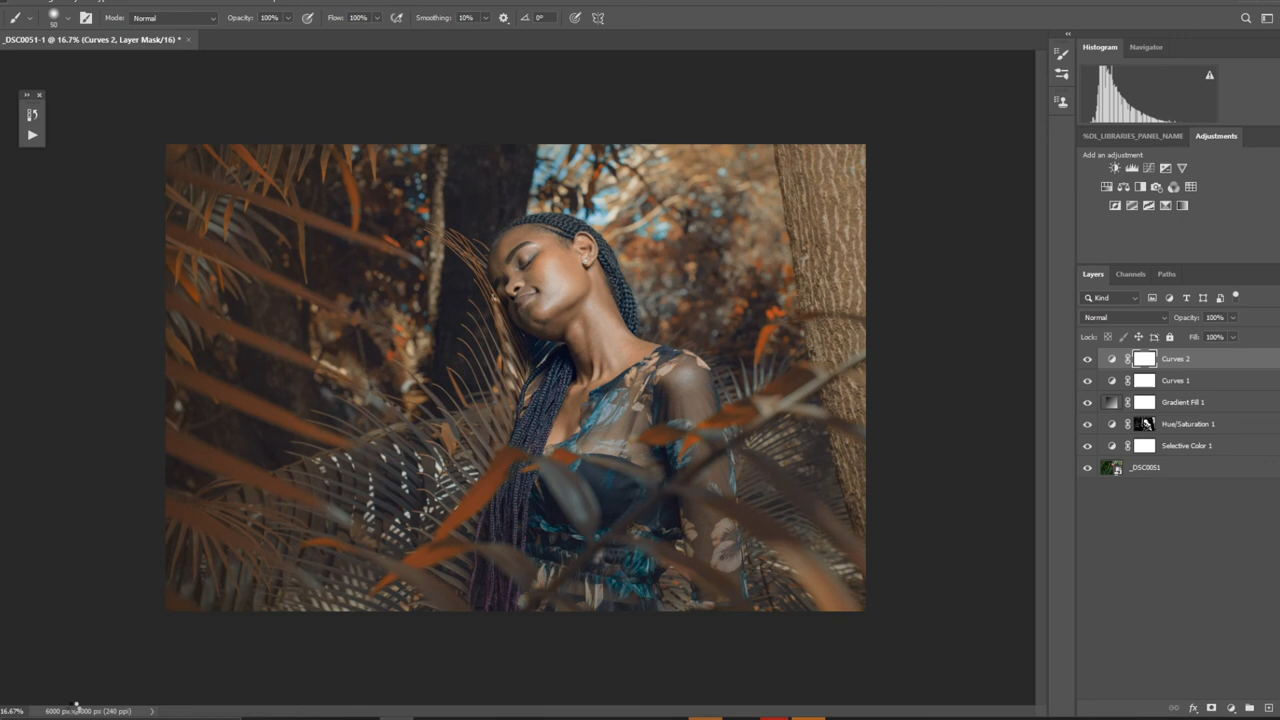 50 Mode: Normal Opacity: 100% Flow: 100% Smoothing: 10% 0°
_DSC0051-1 @ 16.7% (Curves 2, Layer Mask/16) * ×
Histogram Navigator
%DL_LIBRARIES_PANEL_NAME Adjustments
Add an adjustment
Layers Channels Paths
Kind
Normal Opacity: 100%
Lock: Fill: 100%
Curves 2
Curves 1
Gradient Fill 1
Hue/Saturation 1
Selective Color 1
_DSC0051
16.67% 6000 px (240 ppi)